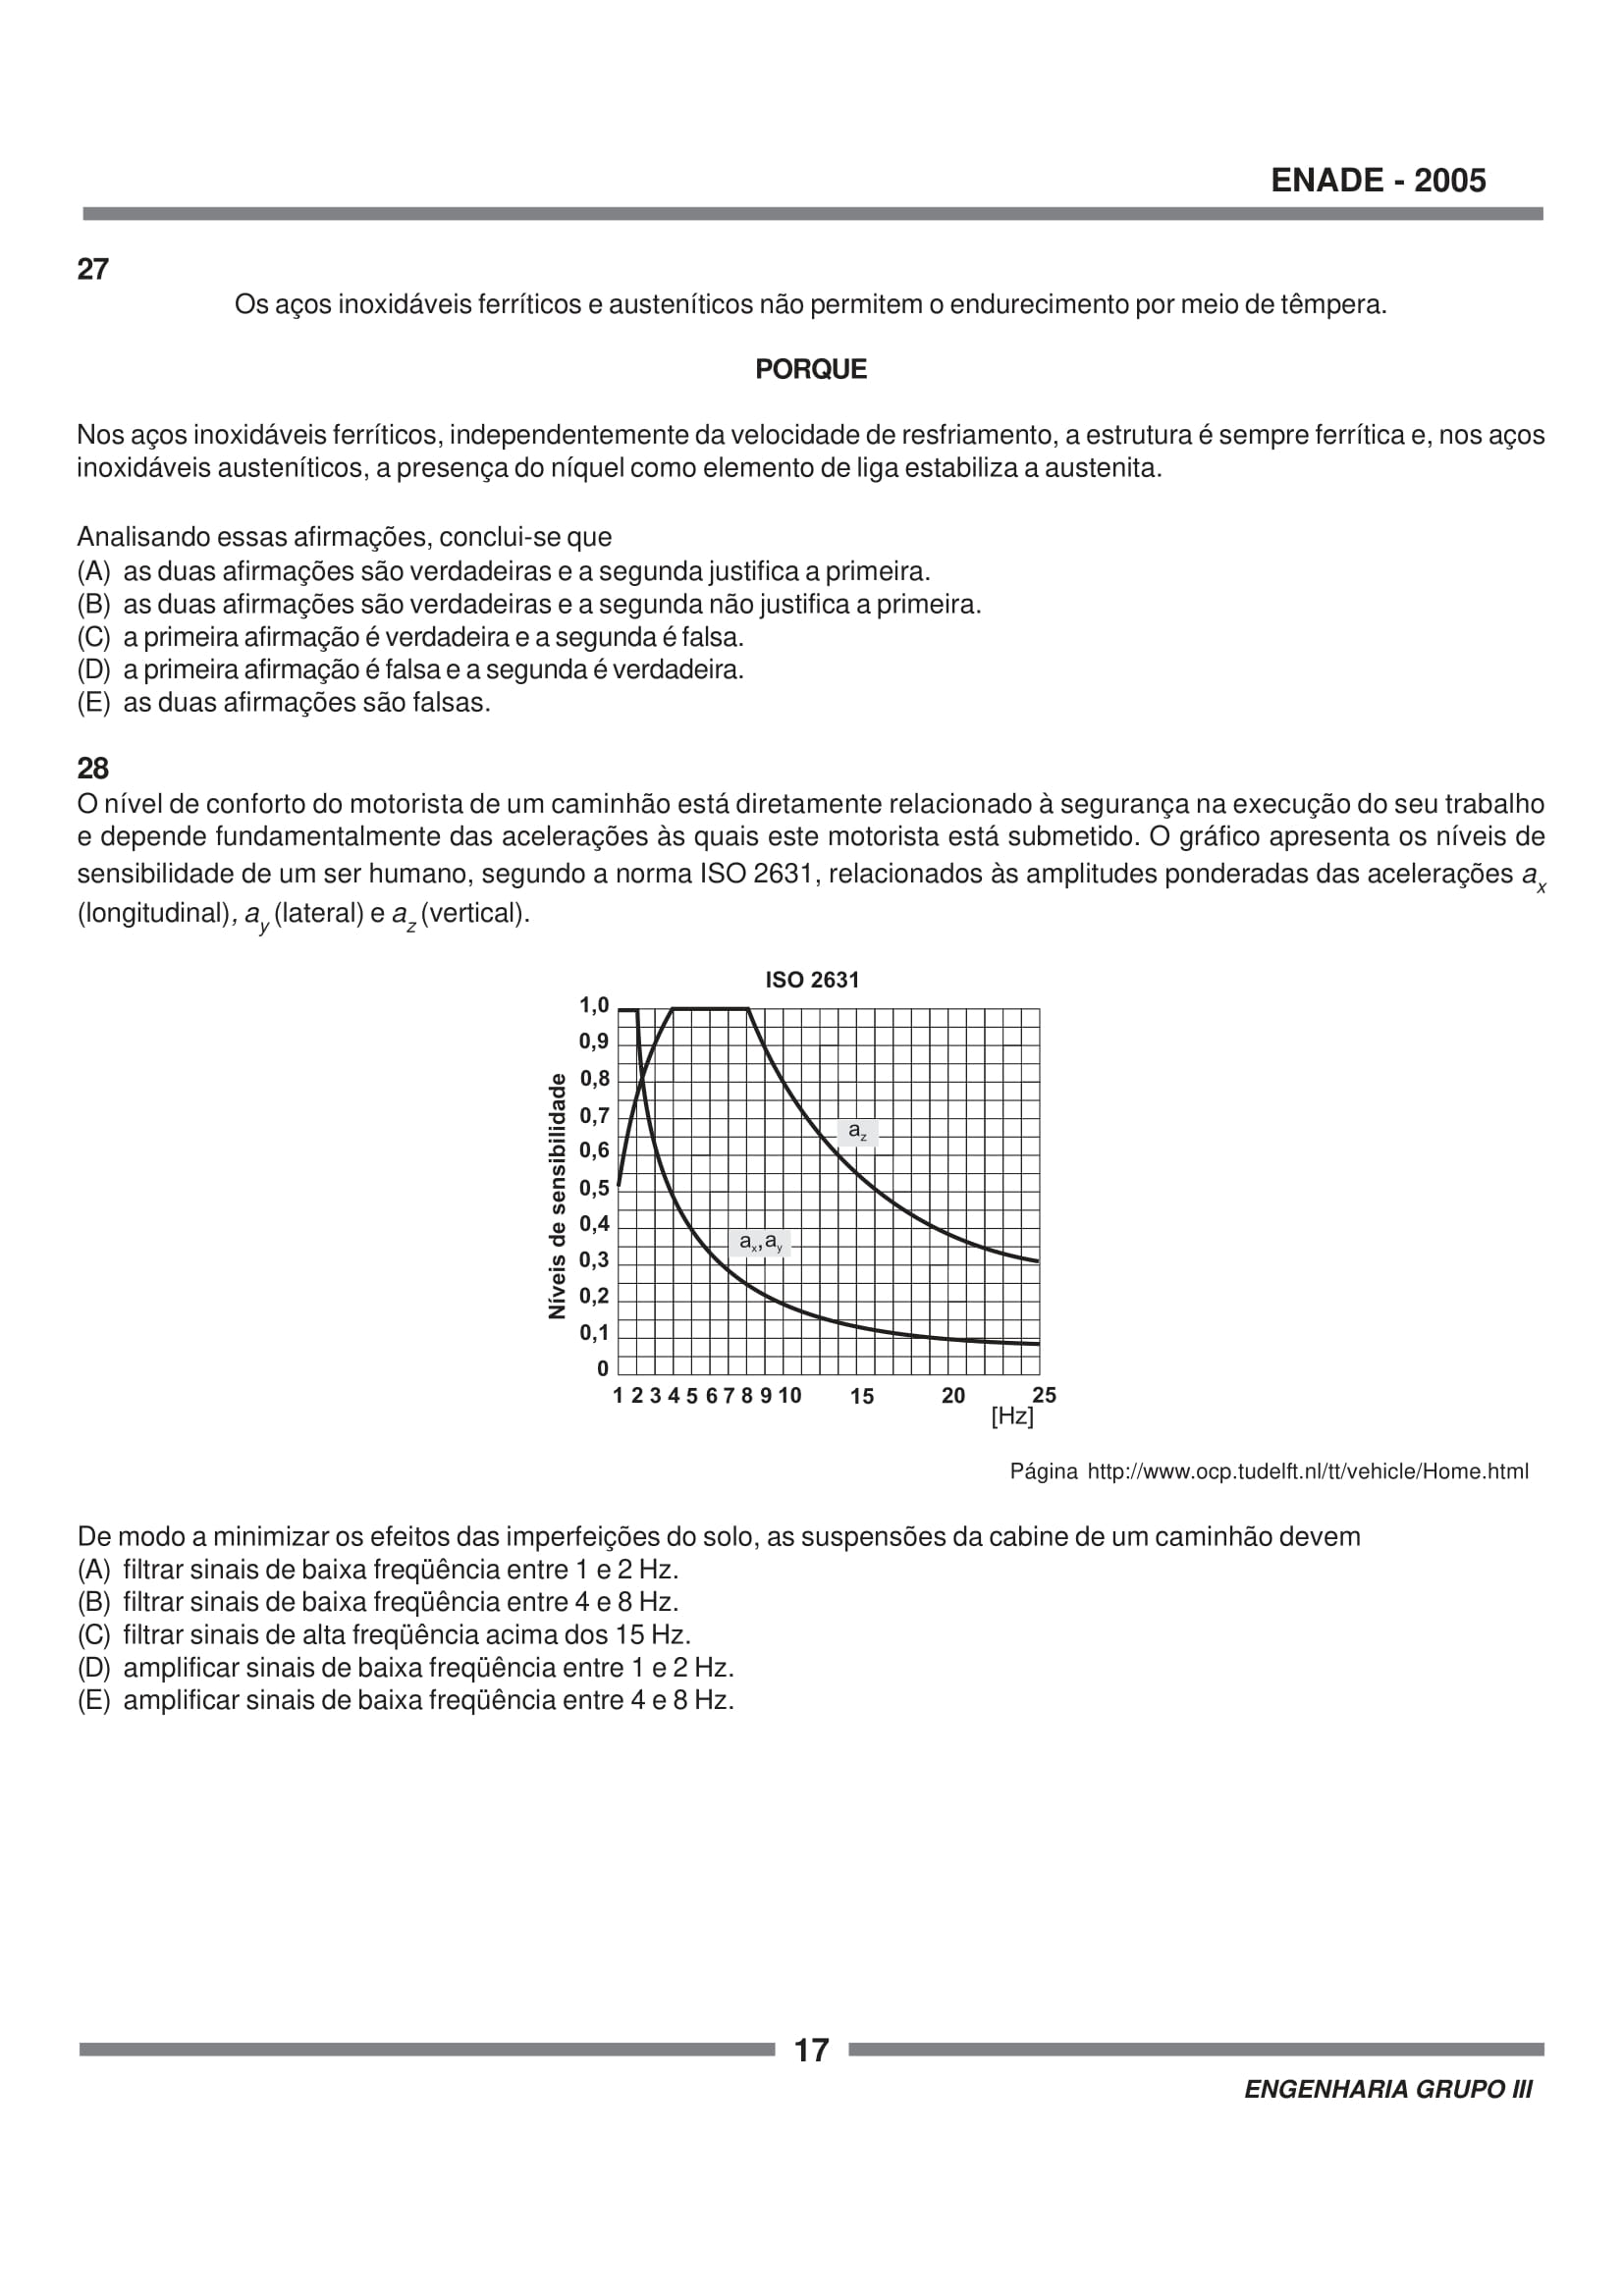 ENADE - 2005
27
Os aços inoxidáveis ferríticos e austeníticos não permitem o endurecimento por meio de têmpera.
PORQUE
Nos aços inoxidáveis ferríticos, independentemente da velocidade de resfriamento, a estrutura é sempre ferrítica e, nos aços
inoxidáveis austeníticos, a presença do níquel como elemento de liga estabiliza a austenita.
Analisando essas afirmações, conclui-se que
(A) as duas afirmações são verdadeiras e a segunda justifica a primeira.
(B) as duas afirmações são verdadeiras e a segunda não justifica a primeira.
(C) a primeira afirmação é verdadeira e a segunda é falsa.
(D) a primeira afirmação é falsa e a segunda é verdadeira.
(E) as duas afirmações são falsas.
28
O nível de conforto do motorista de um caminhão está diretamente relacionado à segurança na execução do seu trabalho
e depende fundamentalmente das acelerações às quais este motorista está submetido. O gráfico apresenta os níveis de
sensibilidade de um ser humano, segundo a norma ISO 2631, relacionados às amplitudes ponderadas das acelerações ax
(longitudinal), ay (lateral) e az (vertical).
ISO 2631
Níveis de sensibilidade
1,0
0,9
0,8
0,7
0,6
0,5
0,4
0,3
0,2
0,1
0
az
ax,ay
1 2 3 4 5 6 7 8 9 10 15 20 25
[Hz]
Página http://www.ocp.tudelft.nl/tt/vehicle/Home.html
De modo a minimizar os efeitos das imperfeições do solo, as suspensões da cabine de um caminhão devem
(A) filtrar sinais de baixa freqüência entre 1 e 2 Hz.
(B) filtrar sinais de baixa freqüência entre 4 e 8 Hz.
(C) filtrar sinais de alta freqüência acima dos 15 Hz.
(D) amplificar sinais de baixa freqüência entre 1 e 2 Hz.
(E) amplificar sinais de baixa freqüência entre 4 e 8 Hz.
17
ENGENHARIA GRUPO III